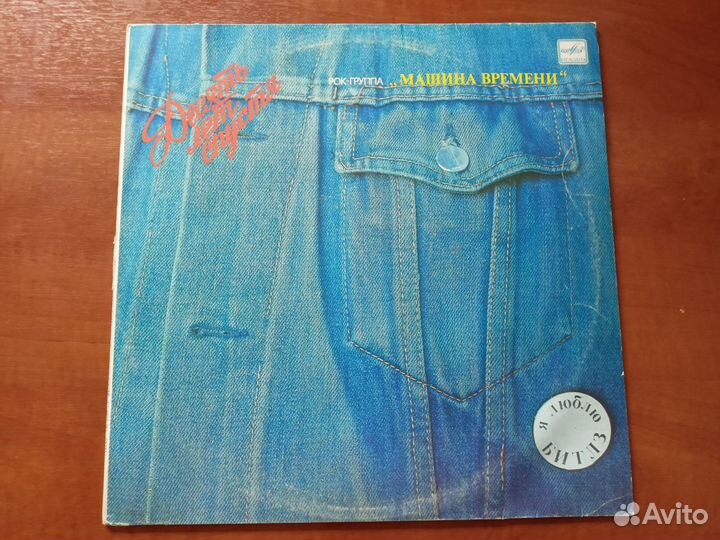 Десять
лет
спустя
РОК-ГРУППА „МАШИНА ВРЕМЕНИ“
Я ЛЮБЛЮ
БИТЛЗ
Avito